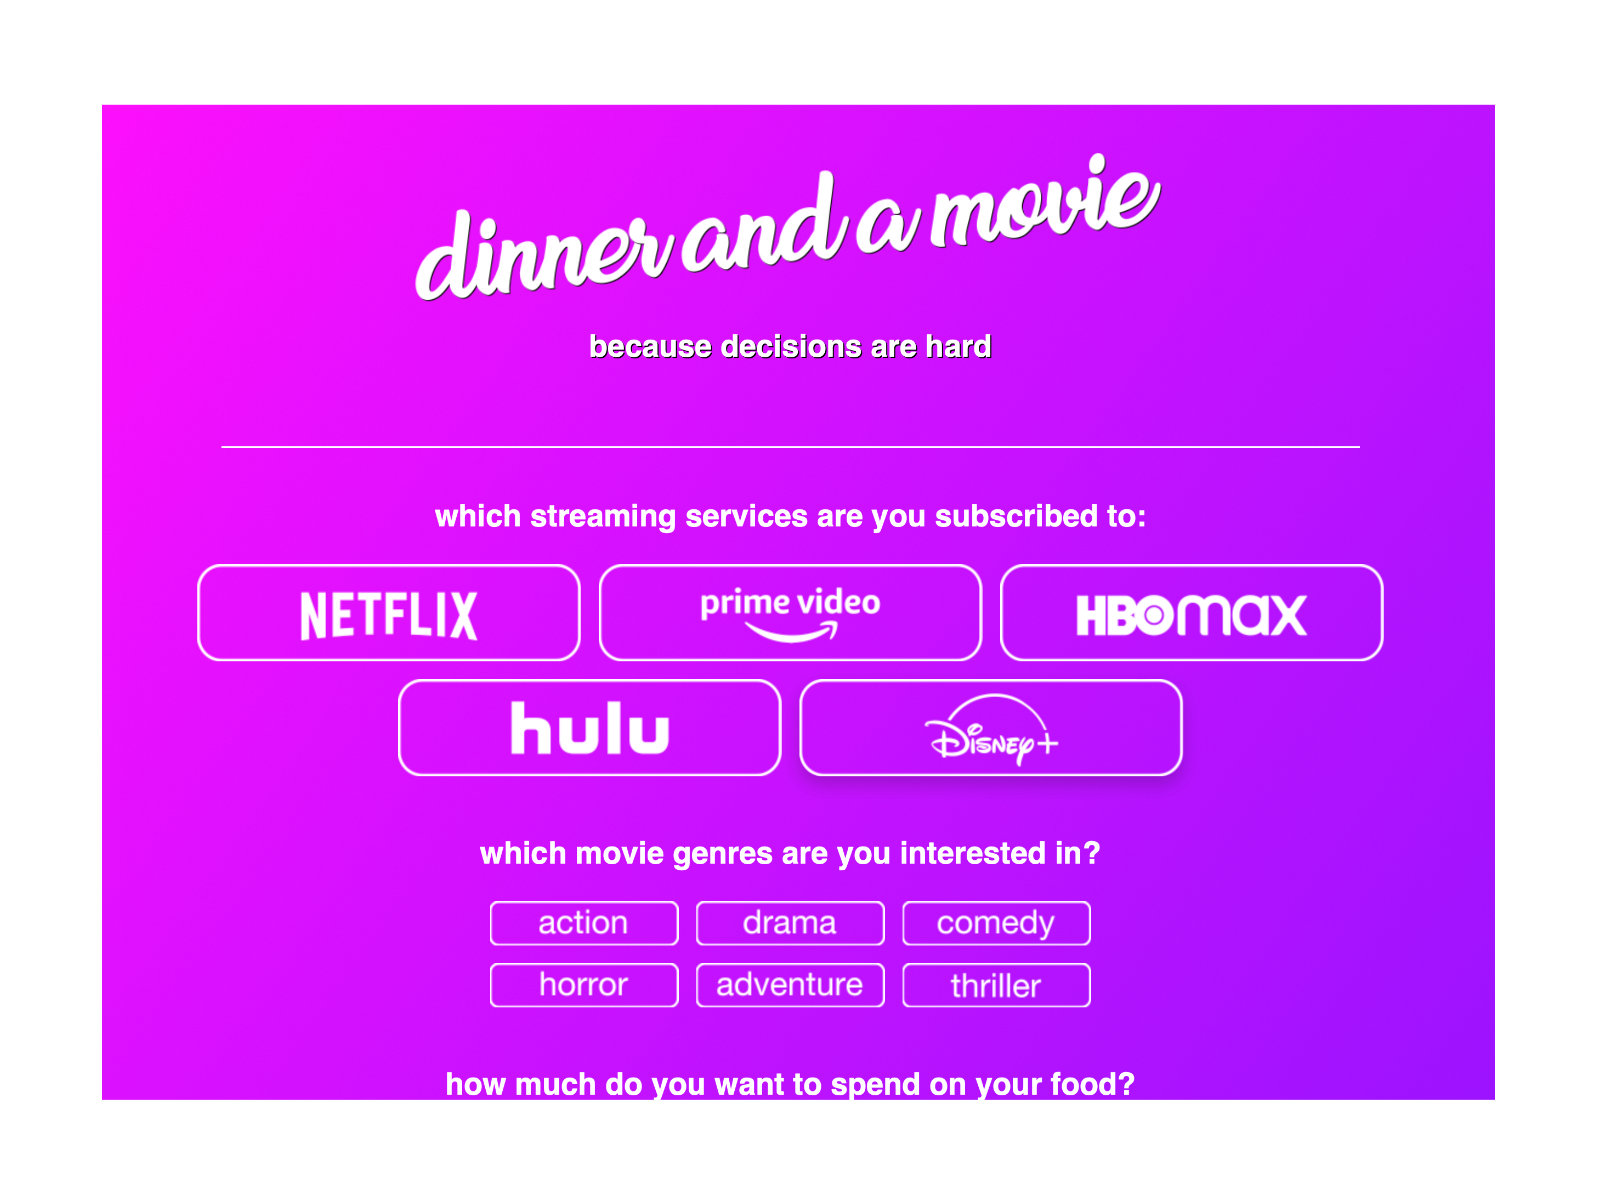 dinner and a movie
because decisions are hard
which streaming services are you subscribed to:
NETFLIX prime video HBOmax
hulu Disney+
which movie genres are you interested in?
action drama comedy
horror adventure thriller
how much do you want to spend on your food?